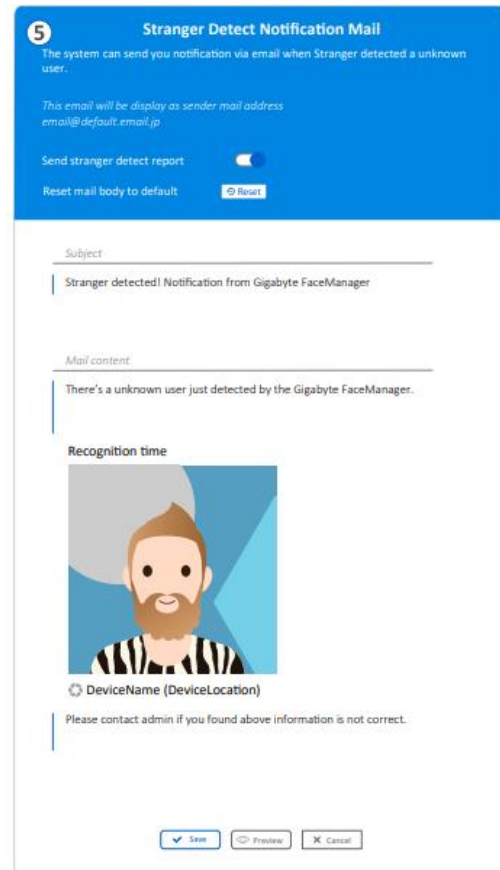 5
Stranger Detect Notification Mail
The system can send you notification via email when Stranger detected a unknown
user.
This email will be display as sender mail address
email@default.email.jp
Send stranger detect report
Reset mail body to default
Reset
Subject
Stranger detected! Notification from Gigabyte FaceManager
Mail content
There's a unknown user just detected by the Gigabyte FaceManager.
Recognition time
DeviceName (DeviceLocation)
Please contact admin if you found above information is not correct.
Save
Preview
Cancel